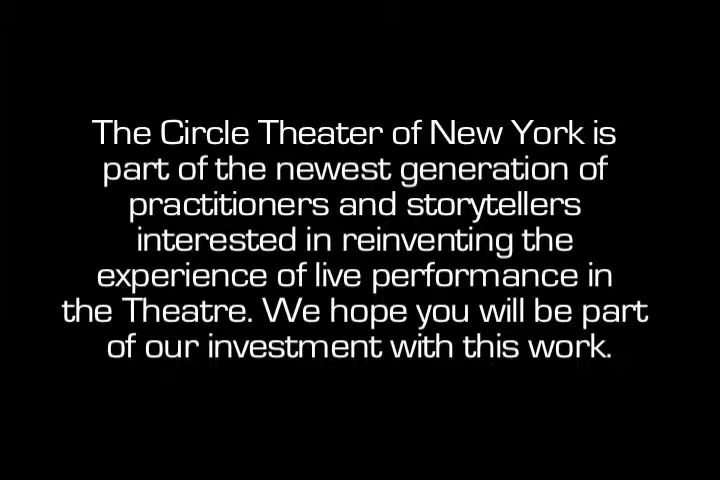 The Circle Theater of New York is
part of the newest generation of
practitioners and storytellers
interested in reinventing the
experience of live performance in
the Theatre. We hope you will be part
of our investment with this work.